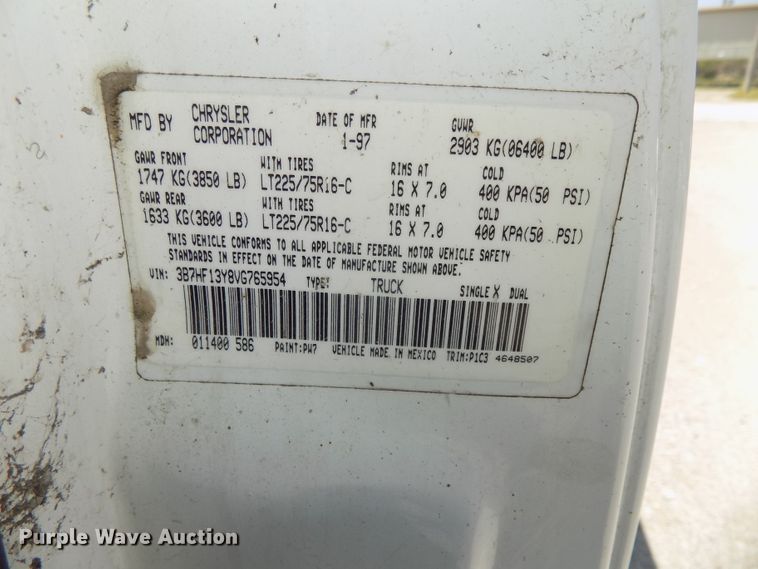 MFD BY CHRYSLER CORPORATION DATE OF MFR 1-97 GVWR 2903 KG(06400 LB)
GAWR FRONT WITH TIRES RIMS AT COLD
1747 KG(3850 LB) LT225/75R16-C 16 X 7.0 400 KPA(50 PSI)
GAWR REAR WITH TIRES RIMS AT COLD
1633 KG(3600 LB) LT225/75R16-C 16 X 7.0 400 KPA(50 PSI)
THIS VEHICLE CONFORMS TO ALL APPLICABLE FEDERAL MOTOR VEHICLE SAFETY
STANDARDS IN EFFECT ON THE DATE OF MANUFACTURE SHOWN ABOVE.
VIN: 3B7HF13Y8VG765954 TYPE: TRUCK SINGLE X DUAL
MDH: 011400 586 PAINT:PW7 VEHICLE MADE IN MEXICO TRIM:P1C3 4648507
Purple Wave Auction